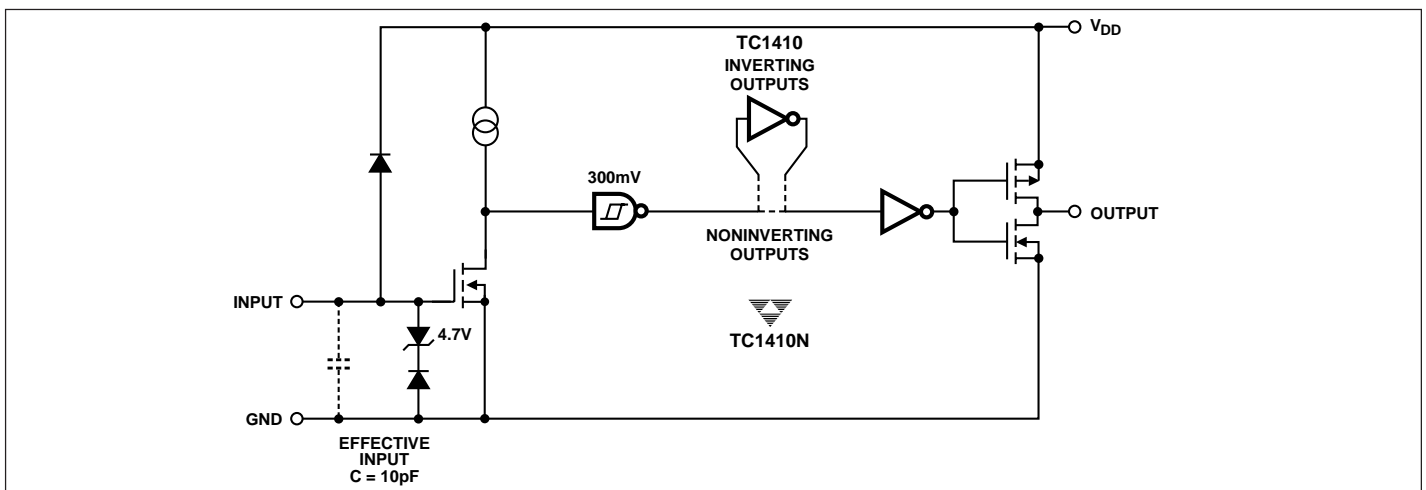 V_DD
TC1410
INVERTING
OUTPUTS
300mV
OUTPUT
NONINVERTING
OUTPUTS
INPUT
4.7V
TC1410N
GND
EFFECTIVE
INPUT
C = 10pF